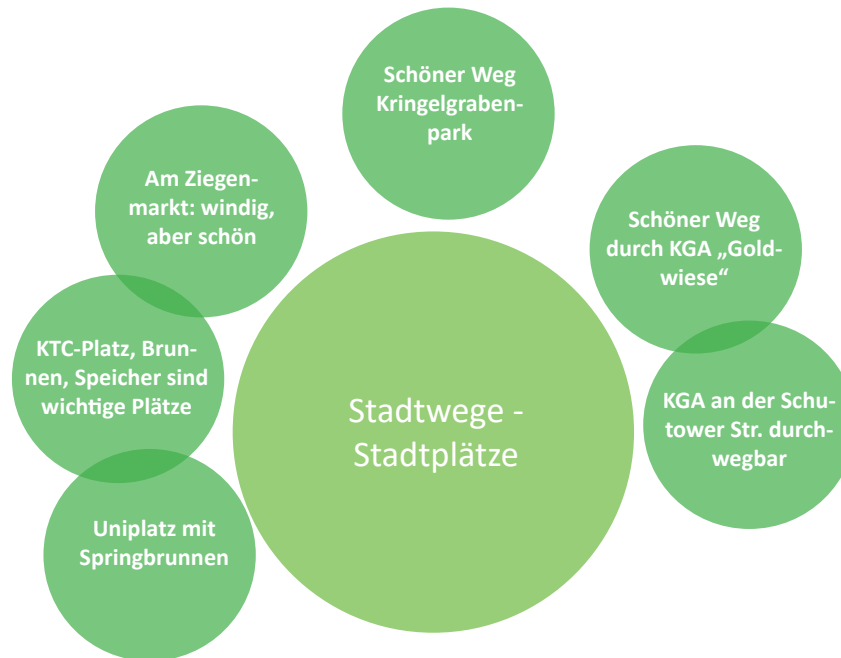 Schöner Weg
Kringelgraben-
park
Am Ziegen-
markt: windig,
aber schön
Schöner Weg
durch KGA „Gold-
wiese“
KTC-Platz, Brun-
nen, Speicher sind
wichtige Plätze
Stadtwege -
Stadtplätze
KGA an der Schu-
tower Str. durch-
wegbar
Uniplatz mit
Springbrunnen